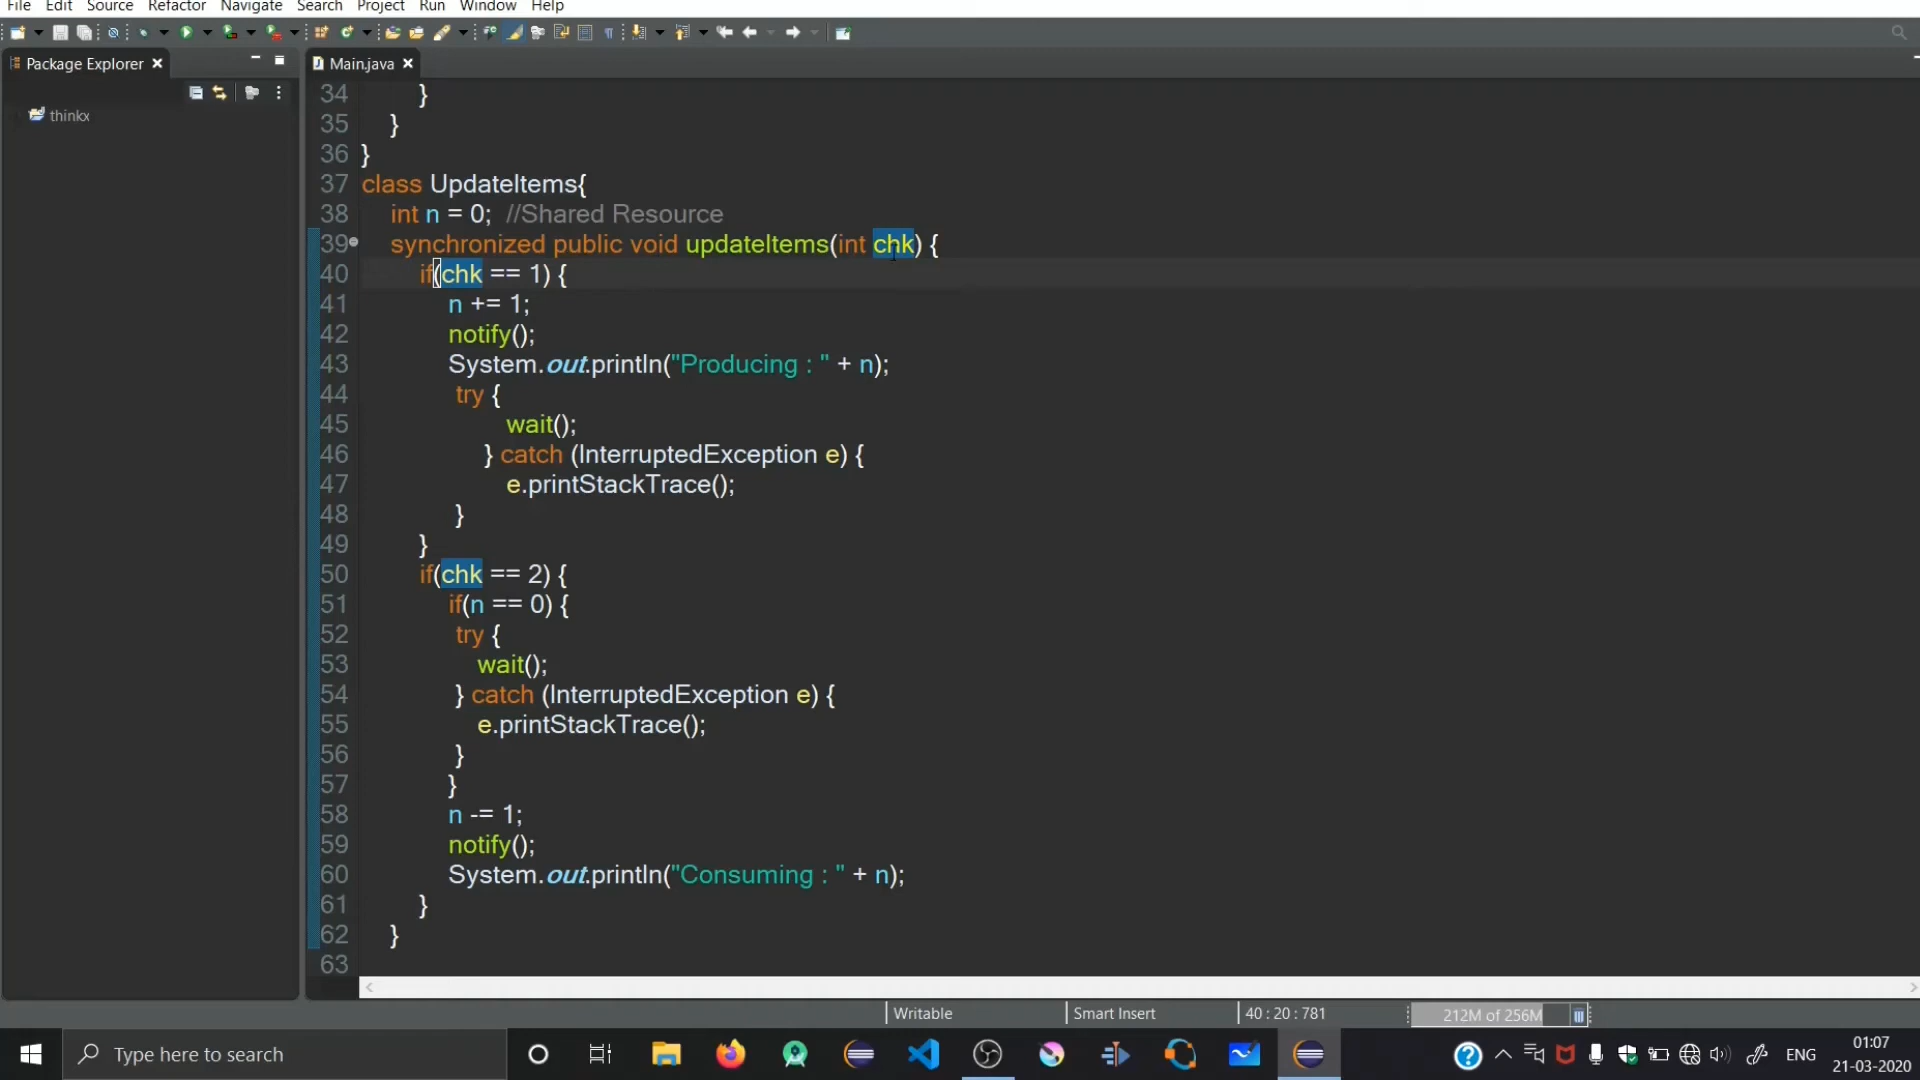 File Edit Source Refactor Navigate Search Project Run Window Help
Package Explorer
Main.java
thinkx
34 }
35 }
36 }
37 class UpdateItems{
38 int n = 0; //Shared Resource
39 synchronized public void updateItems(int chk) {
40 if(chk == 1) {
41 n += 1;
42 notify();
43 System.out.println("Producing : " + n);
44 try {
45 wait();
46 } catch (InterruptedException e) {
47 e.printStackTrace();
48 }
49 }
50 if(chk == 2) {
51 if(n == 0) {
52 try {
53 wait();
54 } catch (InterruptedException e) {
55 e.printStackTrace();
56 }
57 }
58 n -= 1;
59 notify();
60 System.out.println("Consuming : " + n);
61 }
62 }
63
Writable Smart Insert 40 : 20 : 781 212M of 256M
Type here to search
ENG
01:07
21-03-2020